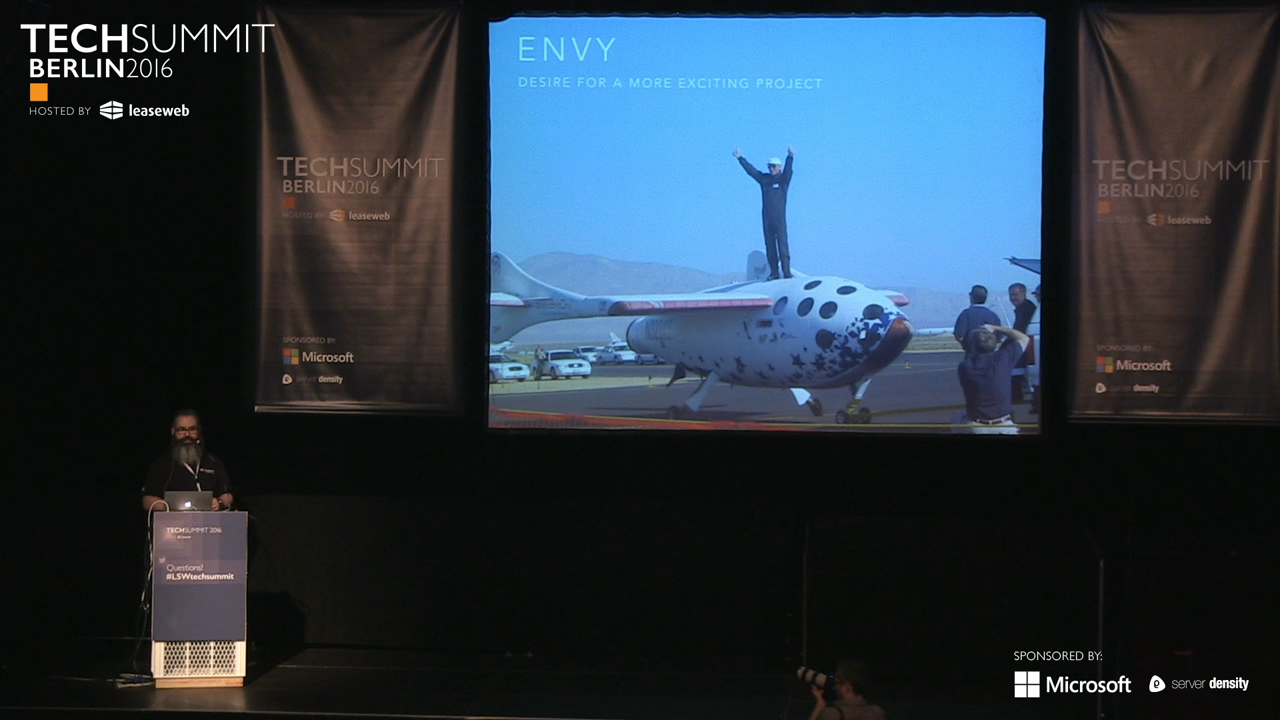 TECHSUMMIT
BERLIN2016
HOSTED BY leaseweb
ENVY
DESIRE FOR A MORE EXCITING PROJECT
TECHSUMMIT
BERLIN2016
HOSTED BY leaseweb
SPONSORED BY:
Microsoft
server density
TECHSUMMIT
BERLIN2016
HOSTED BY leaseweb
SPONSORED BY:
Microsoft
server density
TECHSUMMIT 2016
Questions?
#LSWtechsummit
SPONSORED BY:
Microsoft
server density